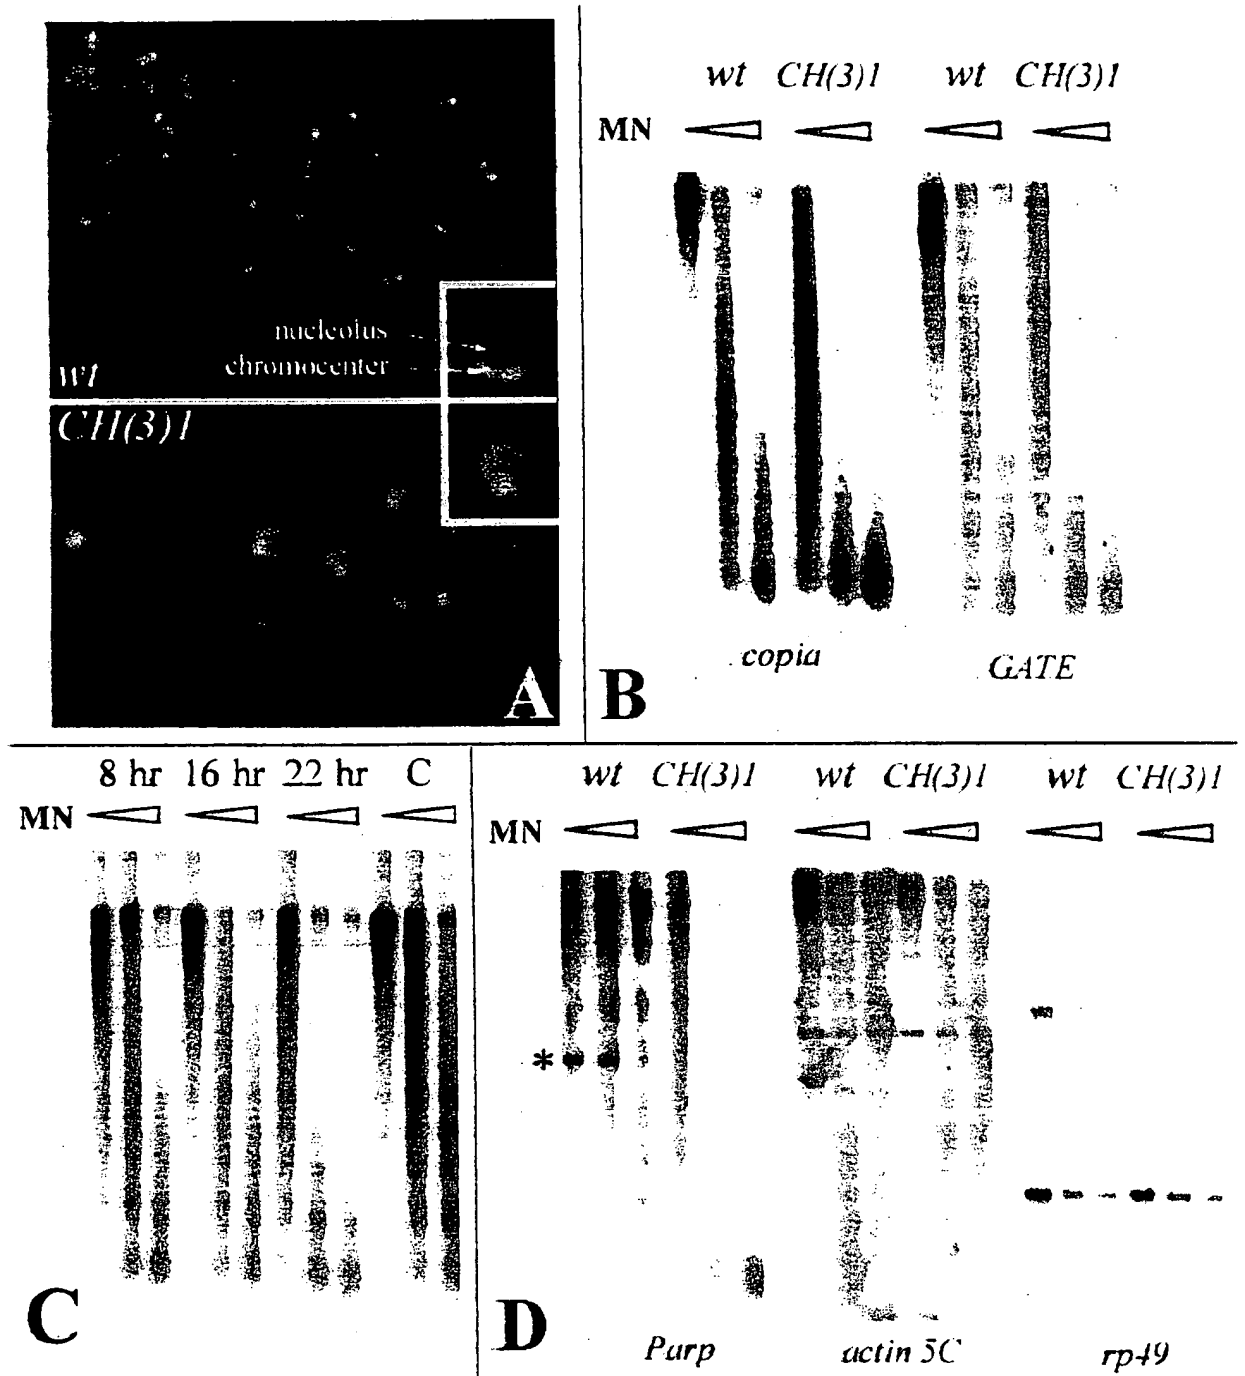 nucleolus
chromocenter
wt
CH(3)1
A
wt CH(3)1 wt CH(3)1
MN
copia GATE
B
8 hr 16 hr 22 hr C
MN
C
wt CH(3)1 wt CH(3)1 wt CH(3)1
MN
*
Parp actin 5C rp49
D